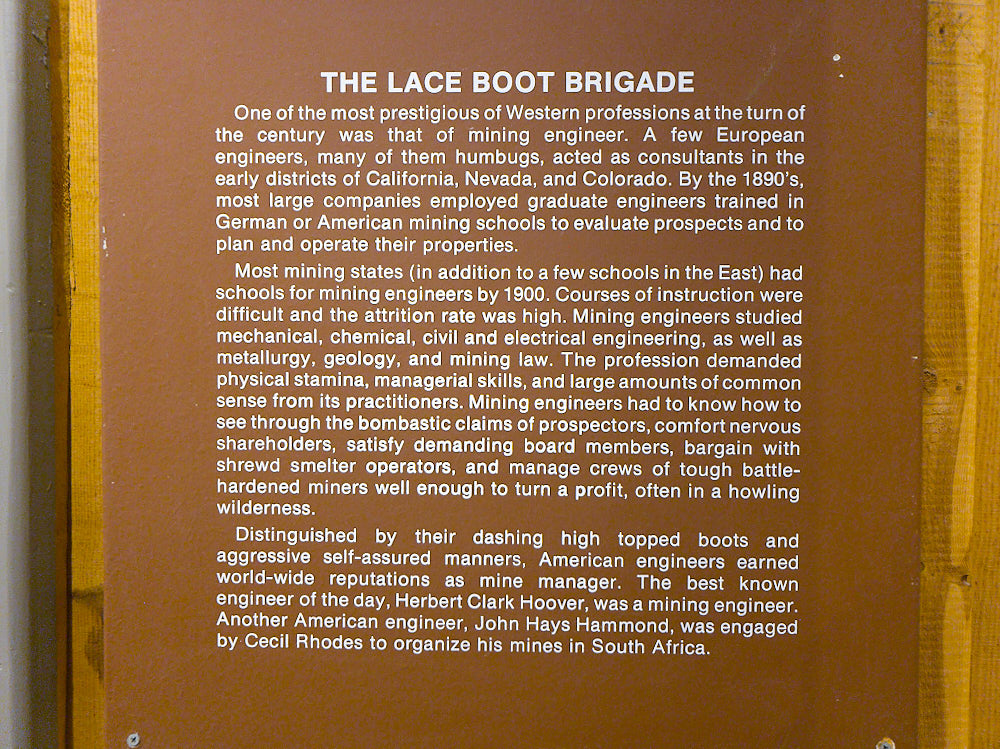 THE LACE BOOT BRIGADE
One of the most prestigious of Western professions at the turn of
the century was that of mining engineer. A few European
engineers, many of them humbugs, acted as consultants in the
early districts of California, Nevada, and Colorado. By the 1890's,
most large companies employed graduate engineers trained in
German or American mining schools to evaluate prospects and to
plan and operate their properties.
Most mining states (in addition to a few schools in the East) had
schools for mining engineers by 1900. Courses of instruction were
difficult and the attrition rate was high. Mining engineers studied
mechanical, chemical, civil and electrical engineering, as well as
metallurgy, geology, and mining law. The profession demanded
physical stamina, managerial skills, and large amounts of common
sense from its practitioners. Mining engineers had to know how to
see through the bombastic claims of prospectors, comfort nervous
shareholders, satisfy demanding board members, bargain with
shrewd smelter operators, and manage crews of tough battle-
hardened miners well enough to turn a profit, often in a howling
wilderness.
Distinguished by their dashing high topped boots and
aggressive self-assured manners, American engineers earned
world-wide reputations as mine manager. The best known
engineer of the day, Herbert Clark Hoover, was a mining engineer.
Another American engineer, John Hays Hammond, was engaged
by Cecil Rhodes to organize his mines in South Africa.